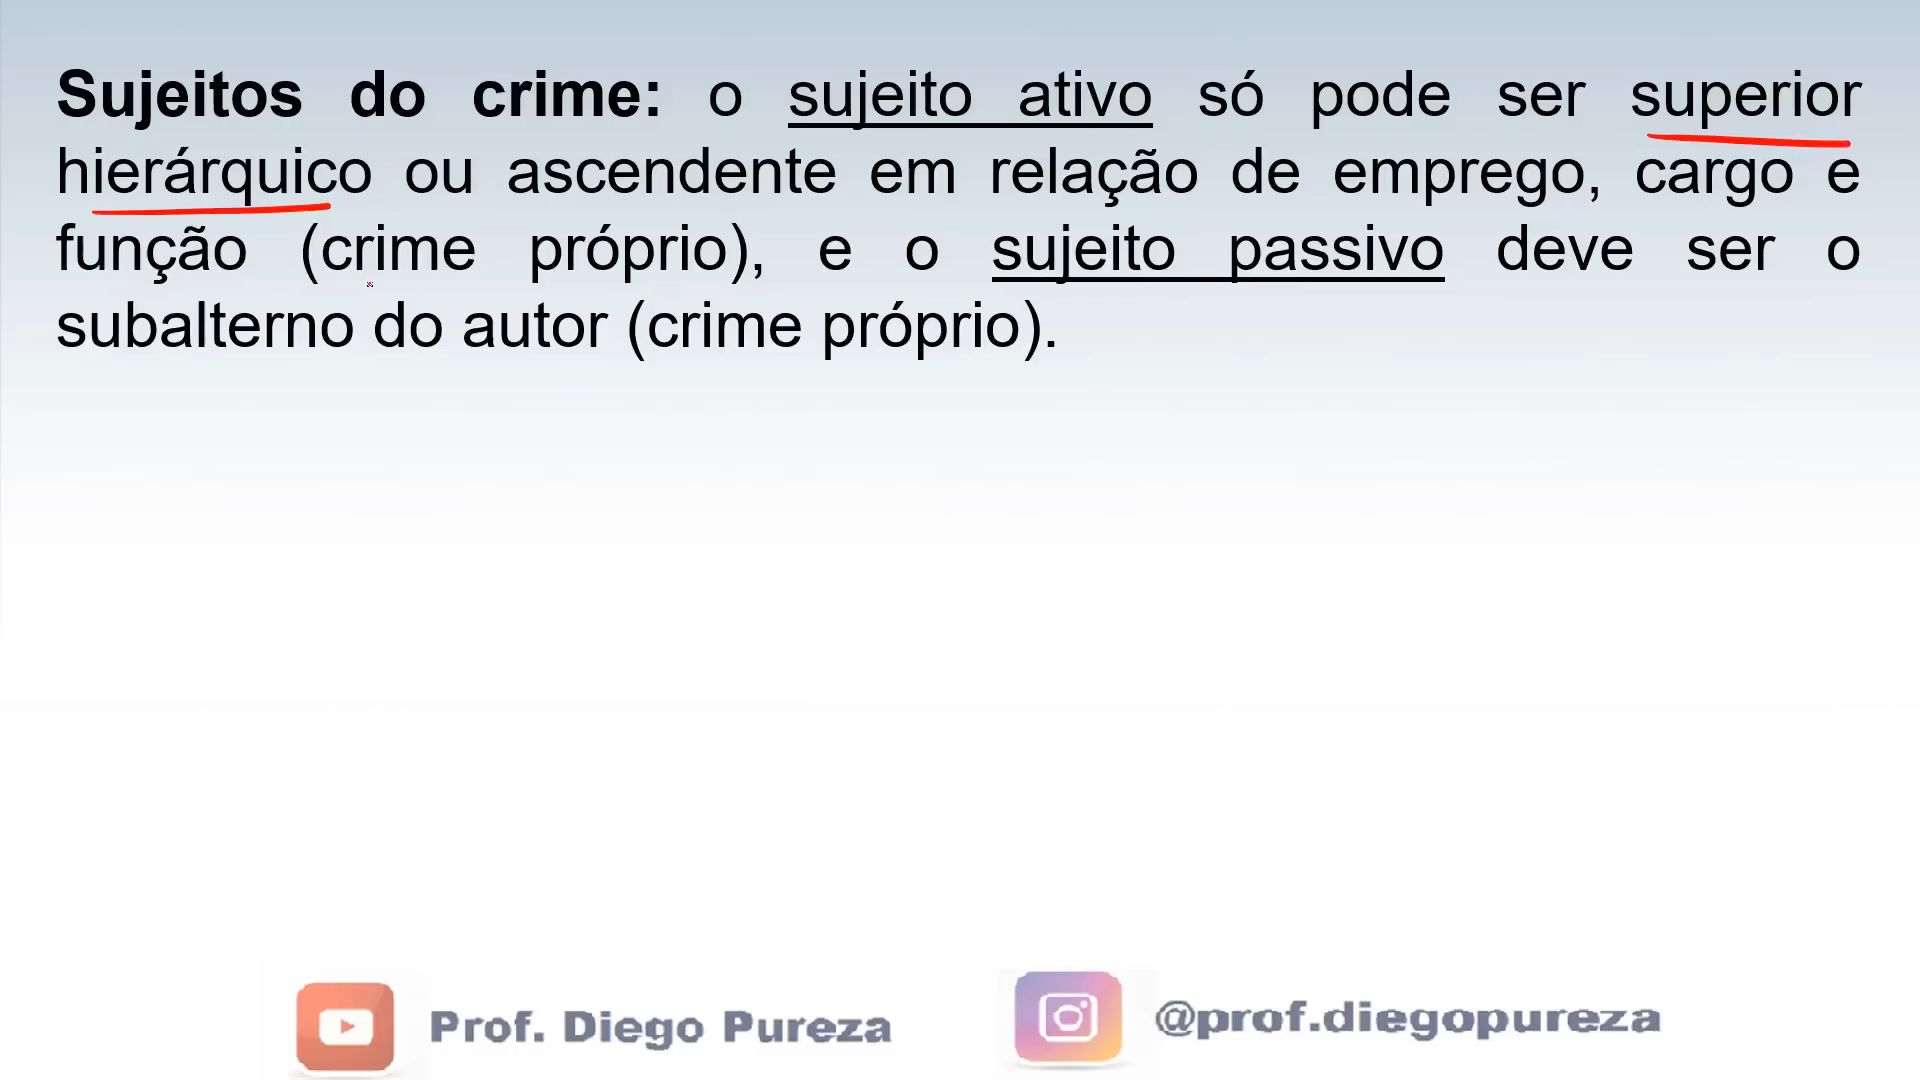 Sujeitos do crime: o sujeito ativo só pode ser superior
hierárquico ou ascendente em relação de emprego, cargo e
função (crime próprio), e o sujeito passivo deve ser o
subalterno do autor (crime próprio).
Prof. Diego Pureza
@prof.diegopureza